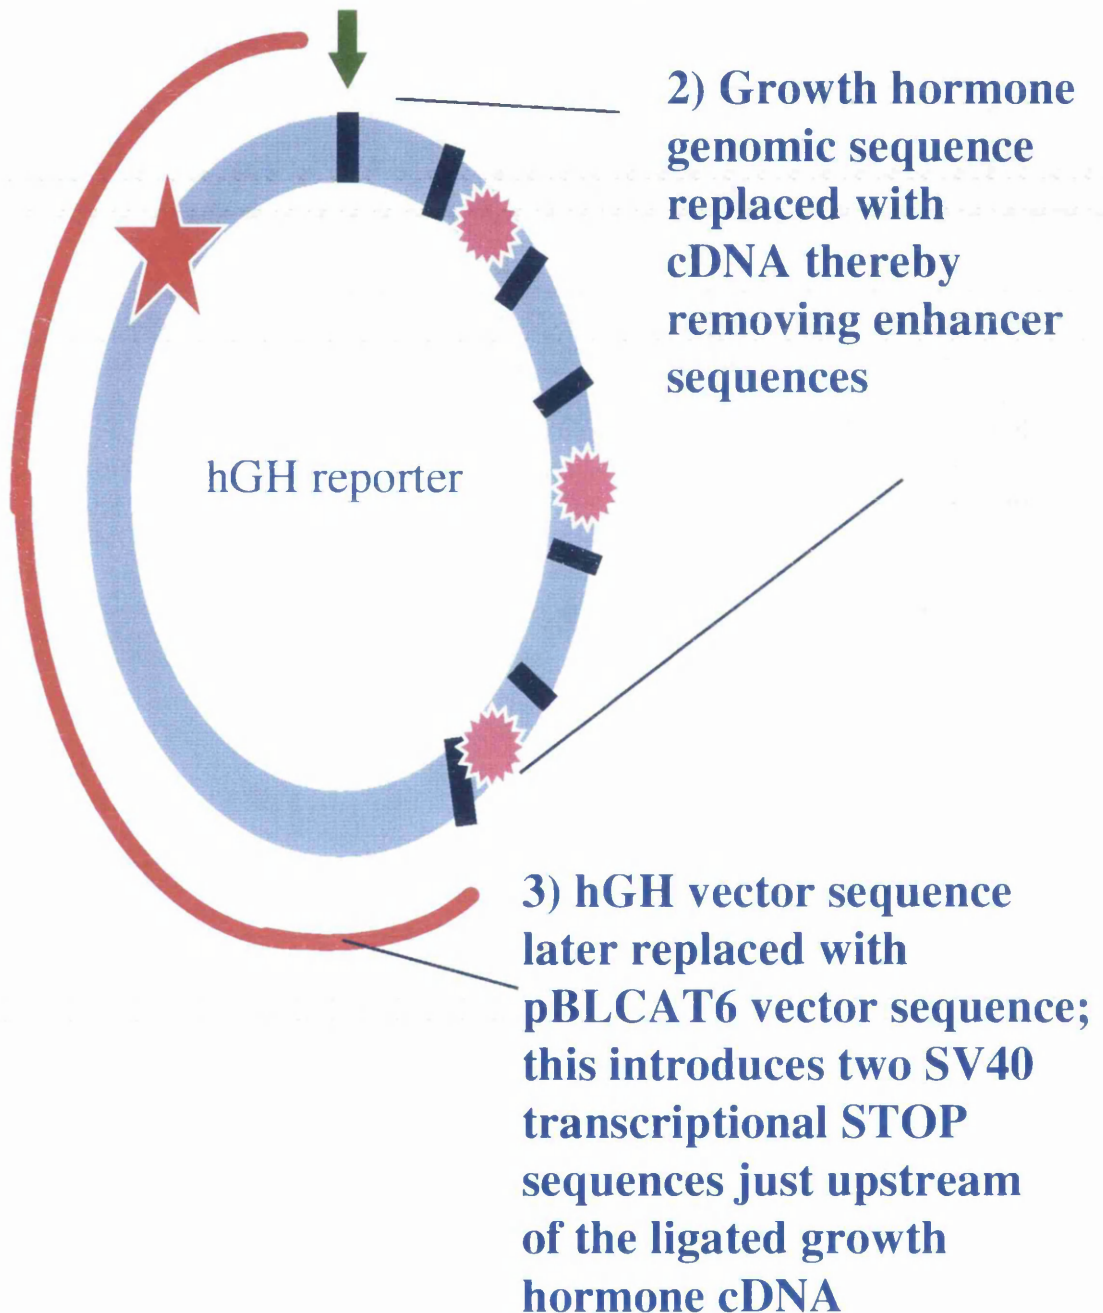 2) Growth hormone
genomic sequence
replaced with
cDNA thereby
removing enhancer
sequences
hGH reporter
3) hGH vector sequence
later replaced with
pBLCAT6 vector sequence;
this introduces two SV40
transcriptional STOP
sequences just upstream
of the ligated growth
hormone cDNA